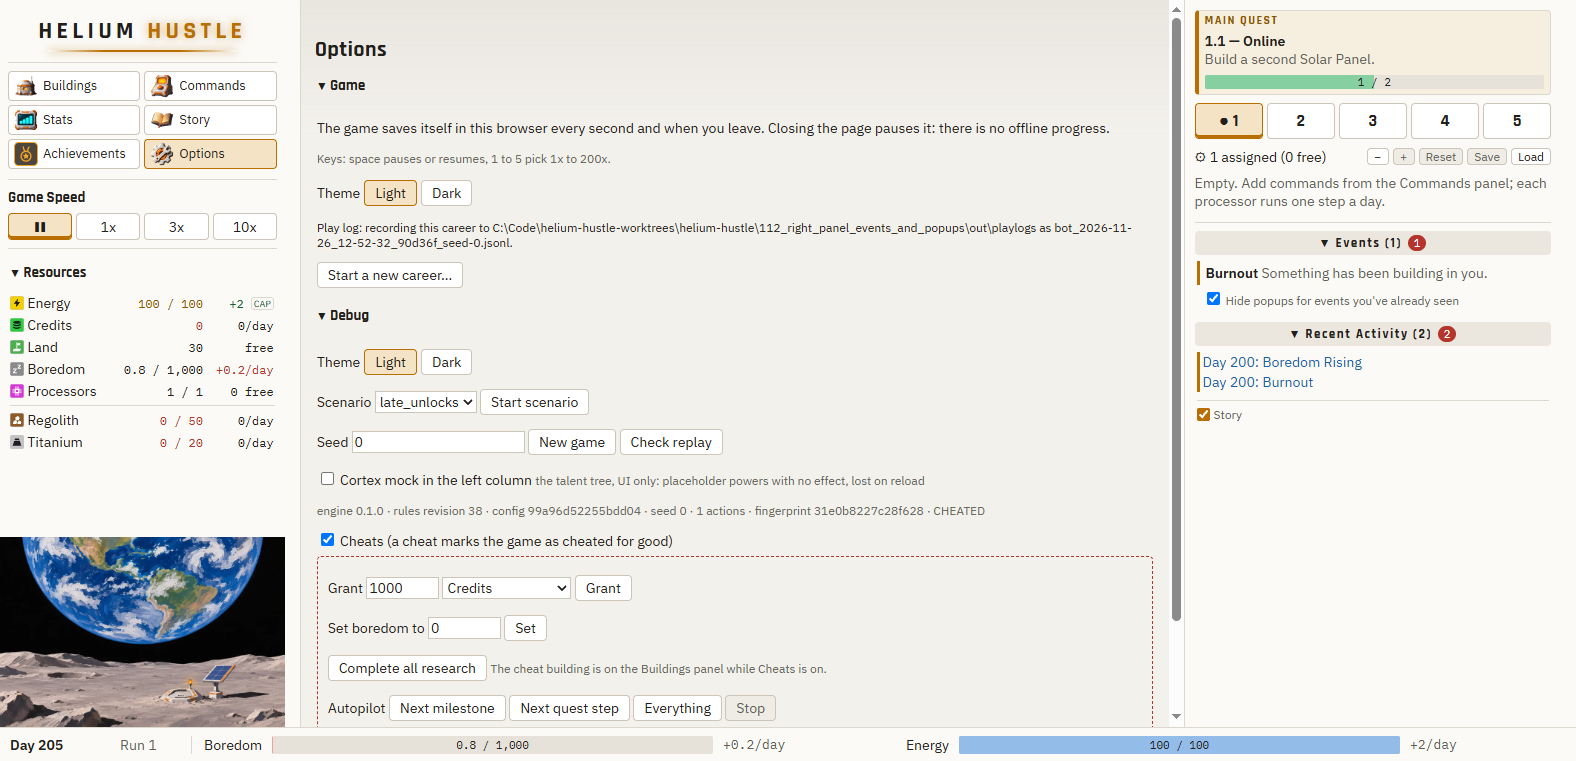 HELIUM HUSTLE
Buildings
Commands
Stats
Story
Achievements
Options
Game Speed
1x
3x
10x
▼ Resources
Energy 100 / 100 +2 CAP
Credits 0 0/day
Land 30 free
Boredom 0.8 / 1,000 +0.2/day
Processors 1 / 1 0 free
Regolith 0 / 50 0/day
Titanium 0 / 20 0/day
Options
▼ Game
The game saves itself in this browser every second and when you leave. Closing the page pauses it: there is no offline progress.
Keys: space pauses or resumes, 1 to 5 pick 1x to 200x.
Theme Light Dark
Play log: recording this career to C:\Code\helium-hustle-worktrees\helium-hustle\112_right_panel_events_and_popups\out\playlogs as bot_2026-11-
26_12-52-32_90d36f_seed-0.jsonl.
Start a new career...
▼ Debug
Theme Light Dark
Scenario late_unlocks Start scenario
Seed 0 New game Check replay
Cortex mock in the left column the talent tree, UI only: placeholder powers with no effect, lost on reload
engine 0.1.0 · rules revision 38 · config 99a96d52255bdd04 · seed 0 · 1 actions · fingerprint 31e0b8227c28f628 · CHEATED
Cheats (a cheat marks the game as cheated for good)
Grant 1000 Credits Grant
Set boredom to 0 Set
Complete all research The cheat building is on the Buildings panel while Cheats is on.
Autopilot Next milestone Next quest step Everything Stop
MAIN QUEST
1.1 — Online
Build a second Solar Panel.
1 / 2
● 1 2 3 4 5
⚙ 1 assigned (0 free) − + Reset Save Load
Empty. Add commands from the Commands panel; each
processor runs one step a day.
▼ Events (1) 1
Burnout Something has been building in you.
Hide popups for events you've already seen
▼ Recent Activity (2) 2
Day 200: Boredom Rising
Day 200: Burnout
Story
Day 205 Run 1 Boredom 0.8 / 1,000 +0.2/day Energy 100 / 100 +2/day